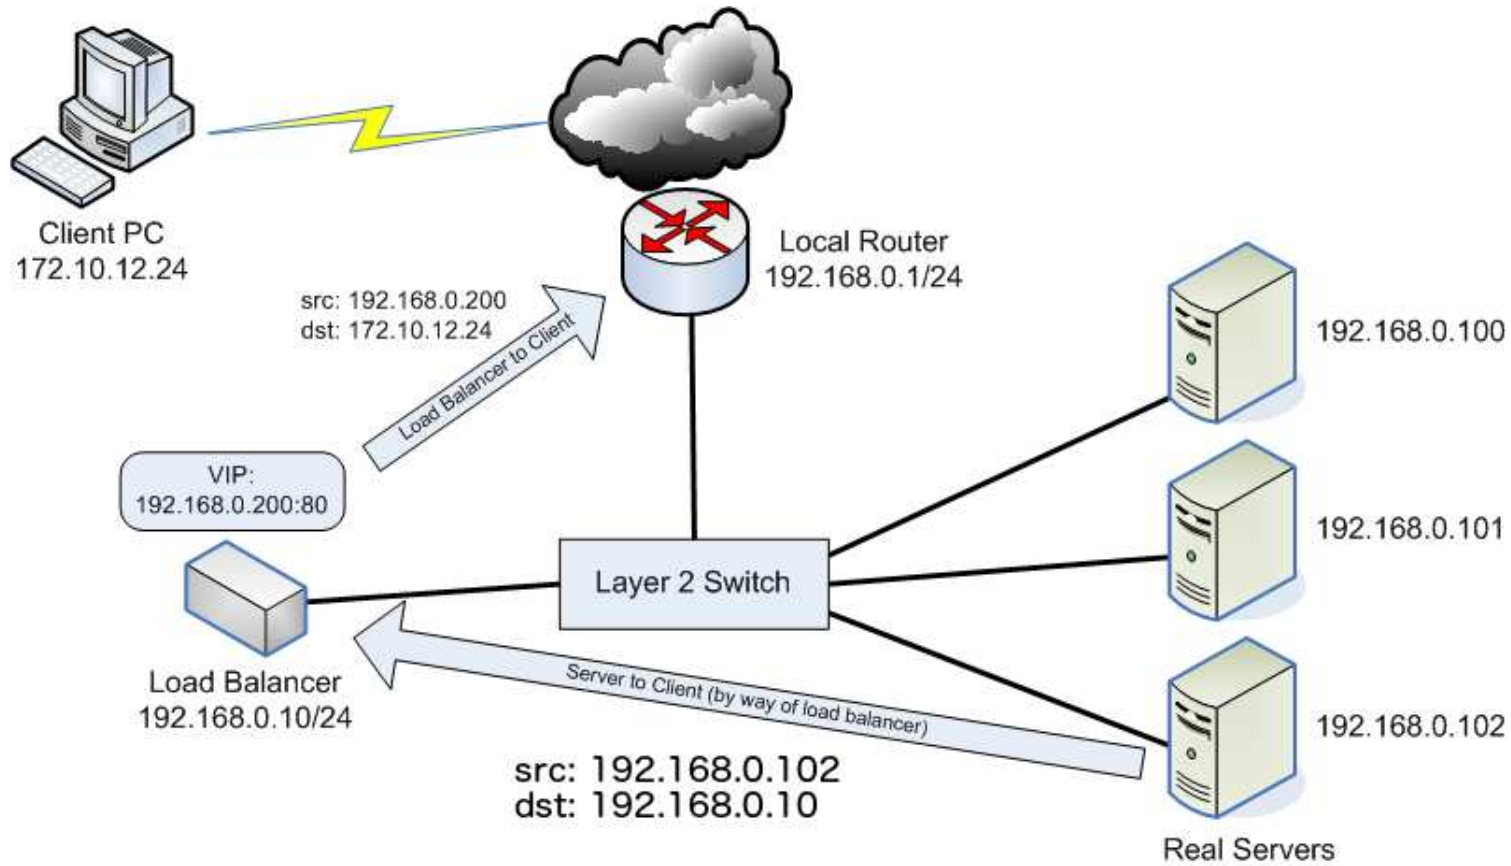 Client PC
172.10.12.24
Local Router
192.168.0.1/24
src: 192.168.0.200
dst: 172.10.12.24
Load Balancer to Client
192.168.0.100
VIP:
192.168.0.200:80
192.168.0.101
Layer 2 Switch
Load Balancer
192.168.0.10/24
Server to Client (by way of load balancer)
192.168.0.102
src: 192.168.0.102
dst: 192.168.0.10
Real Servers